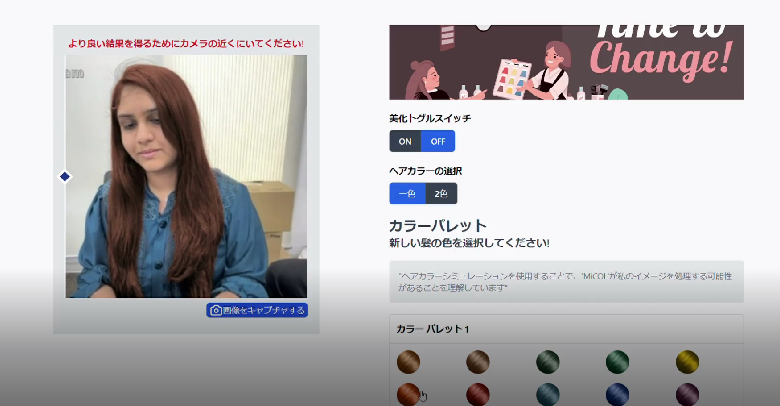 より良い結果を得るためにカメラの近くにいてください!
画像をキャプチャする
Time to
Change!
美化トグルスイッチ
ON OFF
ヘアカラーの選択
一色 2色
カラーパレット
新しい髪の色を選択してください!
"ヘアカラーシミュレーションを使用することで、'MiCOL'が私のイメージを処理する可能性
があることを理解しています"
カラー パレット 1